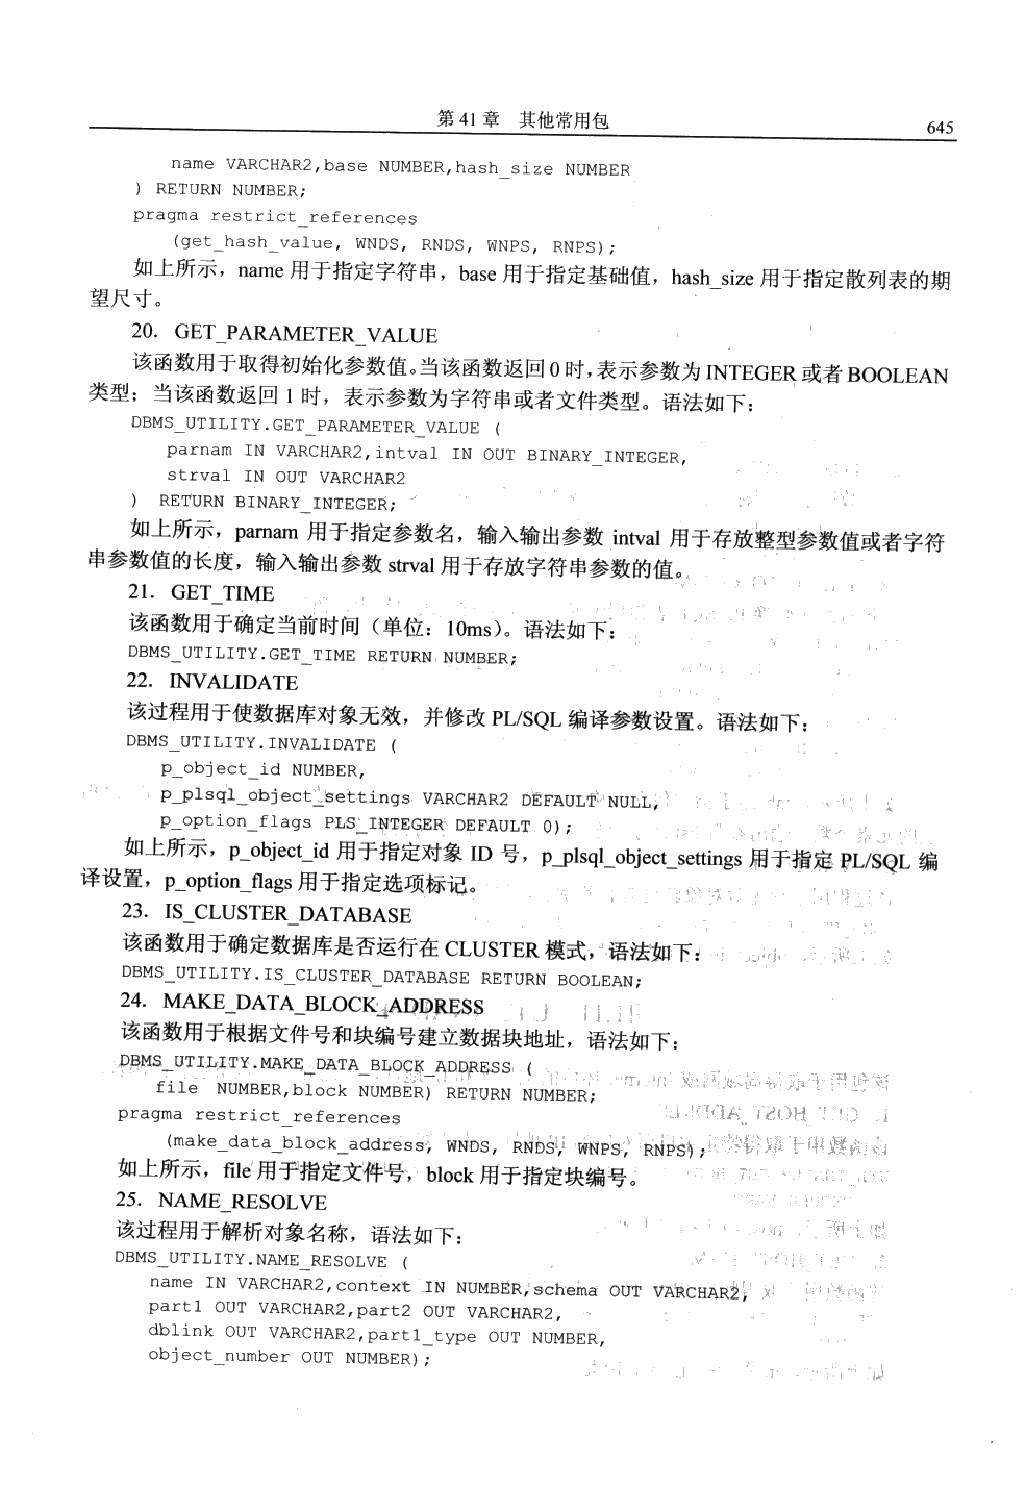 第 41 章 其他常用包
645
name VARCHAR2,base NUMBER,hash_size NUMBER
) RETURN NUMBER;
pragma restrict_references
(get_hash_value, WNDS, RNDS, WNPS, RNPS);
如上所示，name 用于指定字符串，base 用于指定基础值，hash_size 用于指定散列表的期
望尺寸。
20. GET_PARAMETER_VALUE
该函数用于取得初始化参数值。当该函数返回 0 时，表示参数为 INTEGER 或者 BOOLEAN
类型；当该函数返回 1 时，表示参数为字符串或者文件类型。语法如下：
DBMS_UTILITY.GET_PARAMETER_VALUE (
parnam IN VARCHAR2,intval IN OUT BINARY_INTEGER,
strval IN OUT VARCHAR2
) RETURN BINARY_INTEGER;
如上所示，parnam 用于指定参数名，输入输出参数 intval 用于存放整型参数值或者字符
串参数值的长度，输入输出参数 strval 用于存放字符串参数的值。
21. GET_TIME
该函数用于确定当前时间（单位：10ms）。语法如下：
DBMS_UTILITY.GET_TIME RETURN NUMBER;
22. INVALIDATE
该过程用于使数据库对象无效，并修改 PL/SQL 编译参数设置。语法如下：
DBMS_UTILITY.INVALIDATE (
p_object_id NUMBER,
p_plsql_object_settings VARCHAR2 DEFAULT NULL,
p_option_flags PLS_INTEGER DEFAULT 0);
如上所示，p_object_id 用于指定对象 ID 号，p_plsql_object_settings 用于指定 PL/SQL 编
译设置，p_option_flags 用于指定选项标记。
23. IS_CLUSTER_DATABASE
该函数用于确定数据库是否运行在 CLUSTER 模式，语法如下：
DBMS_UTILITY.IS_CLUSTER_DATABASE RETURN BOOLEAN;
24. MAKE_DATA_BLOCK_ADDRESS
该函数用于根据文件号和块编号建立数据块地址，语法如下：
DBMS_UTILITY.MAKE_DATA_BLOCK_ADDRESS (
file NUMBER,block NUMBER) RETURN NUMBER;
pragma restrict_references
(make_data_block_address, WNDS, RNDS, WNPS, RNPS);
如上所示，file 用于指定文件号，block 用于指定块编号。
25. NAME_RESOLVE
该过程用于解析对象名称，语法如下：
DBMS_UTILITY.NAME_RESOLVE (
name IN VARCHAR2,context IN NUMBER,schema OUT VARCHAR2,
part1 OUT VARCHAR2,part2 OUT VARCHAR2,
dblink OUT VARCHAR2,part1_type OUT NUMBER,
object_number OUT NUMBER);